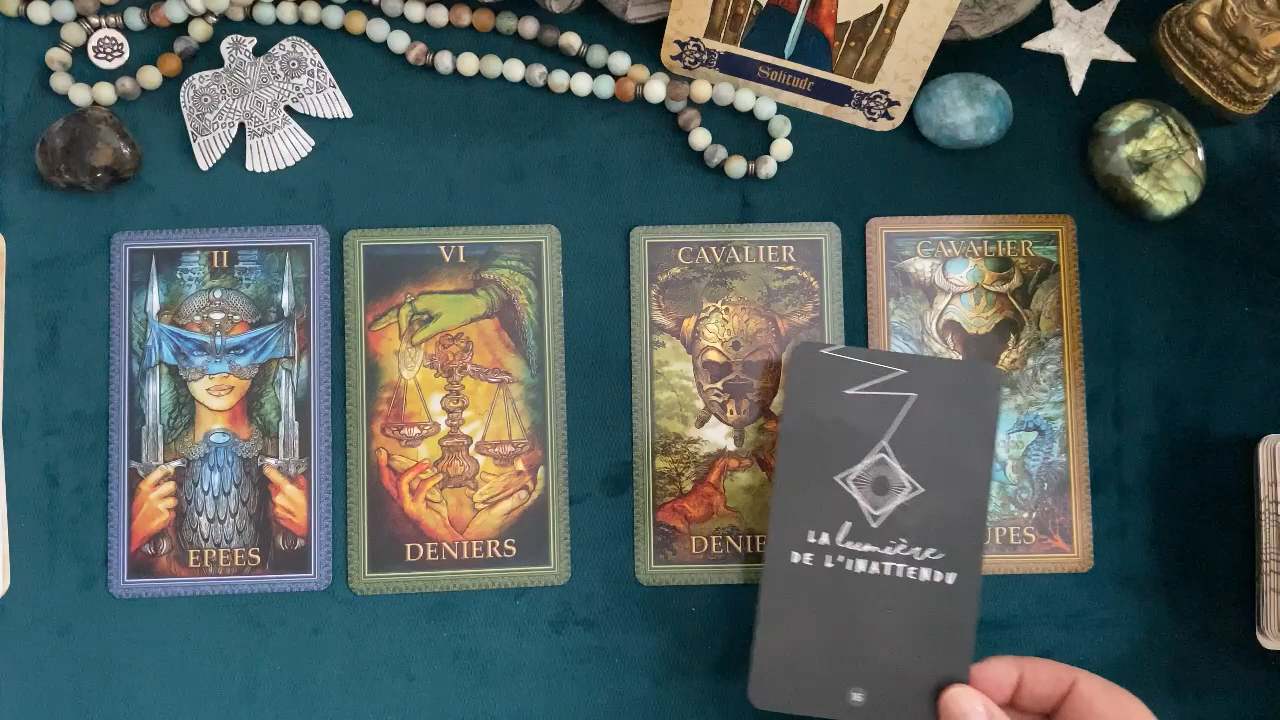 Solitude
II
EPEES
VI
DENIERS
CAVALIER
DENIE
CAVALIER
UPES
LA lumière
DE L'INATTENDU